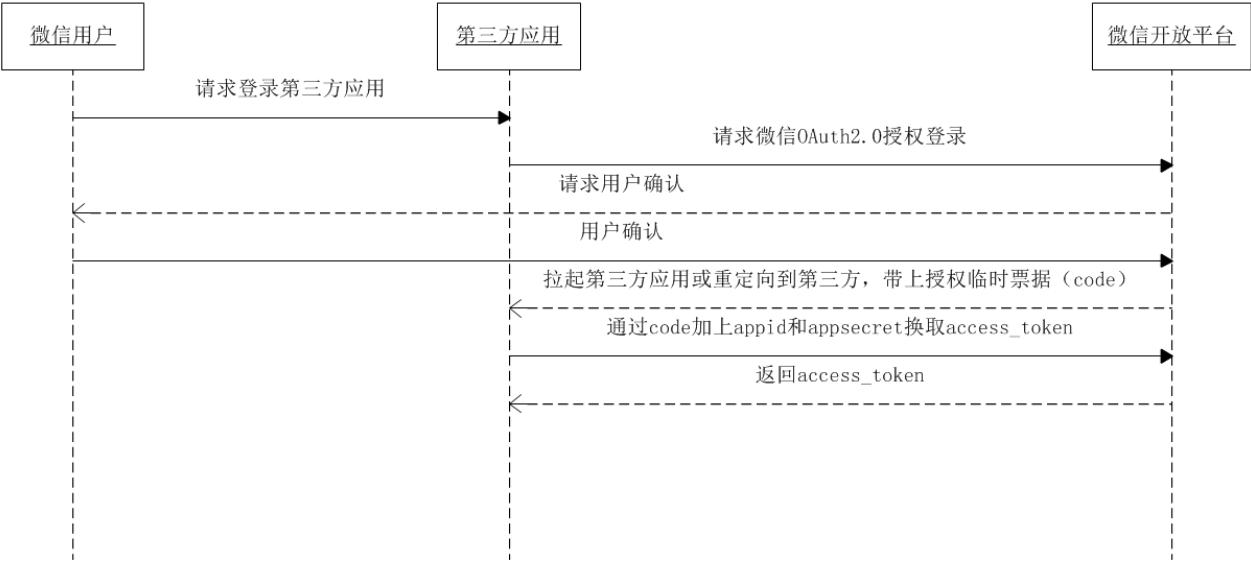 微信用户
第三方应用
微信开放平台
请求登录第三方应用
请求微信OAuth2.0授权登录
请求用户确认
用户确认
拉起第三方应用或重定向到第三方，带上授权临时票据（code）
通过code加上appid和appsecret换取access_token
返回access_token